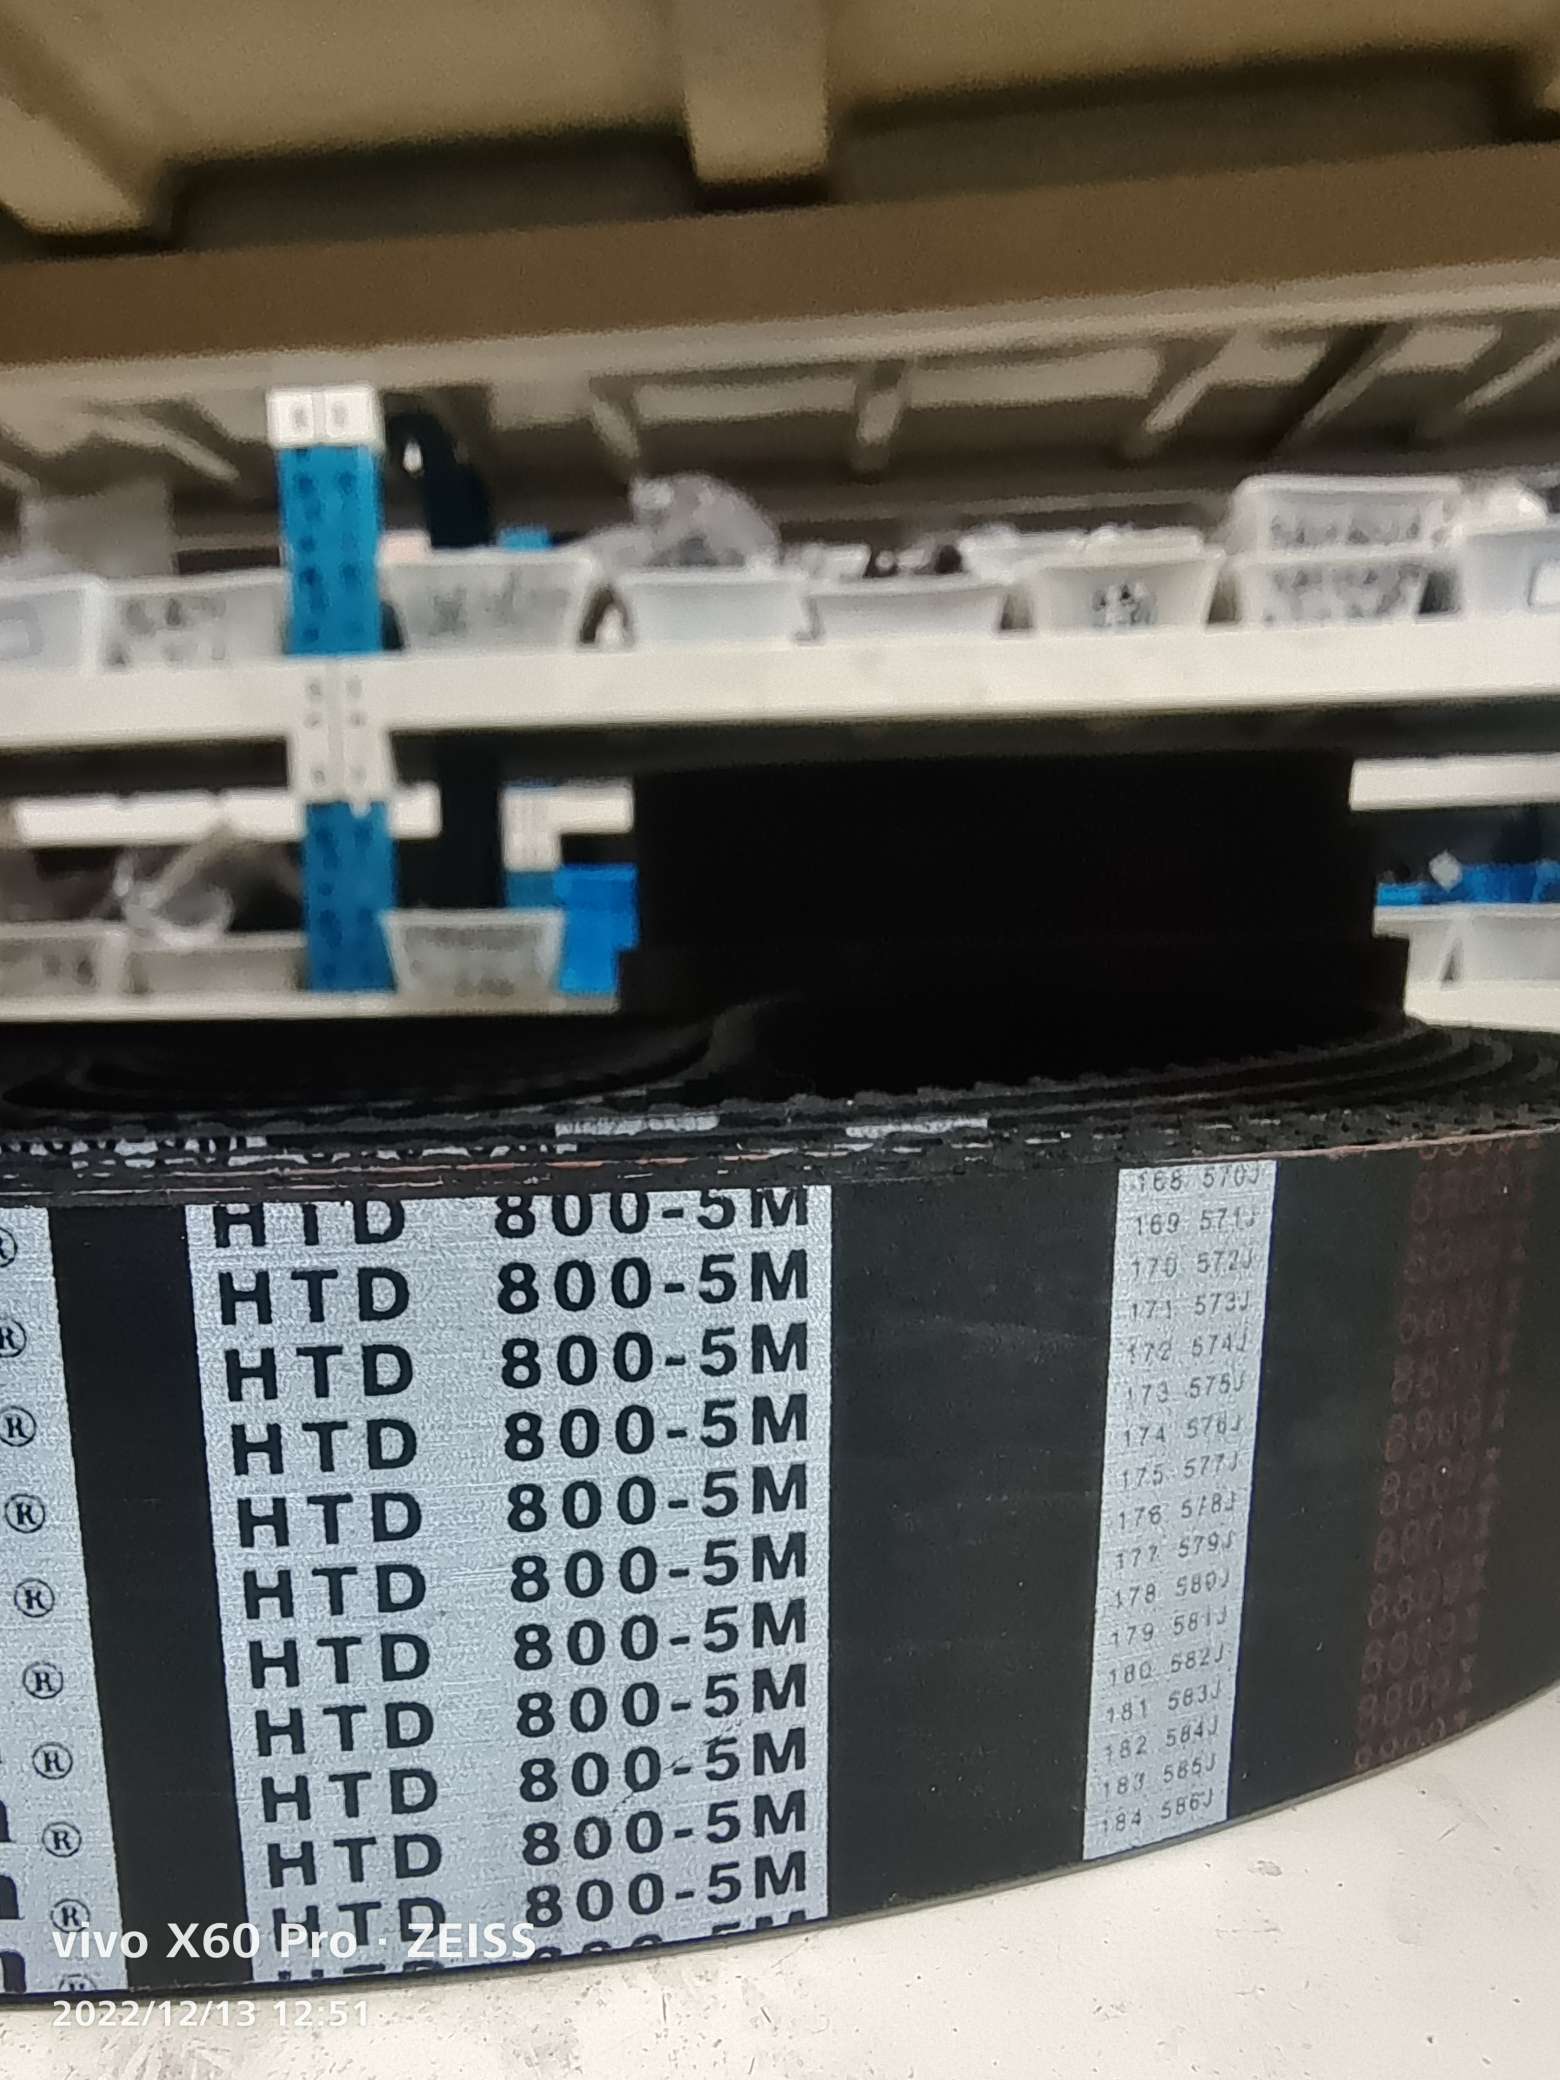 HTD 800-5M
® HTD 800-5M
® HTD 800-5M
® HTD 800-5M
® HTD 800-5M
® HTD 800-5M
® HTD 800-5M
® HTD 800-5M
® HTD 800-5M
® HTD 800-5M
® HTD 800-5M
168 570J
169 571J
170 572J
171 573J
172 574J
173 575J
174 576J
175 577J
176 578J
177 579J
178 580J
179 581J
180 582J
181 583J
182 584J
183 585J
184 586J
vivo X60 Pro · ZEISS
2022/12/13 12:51